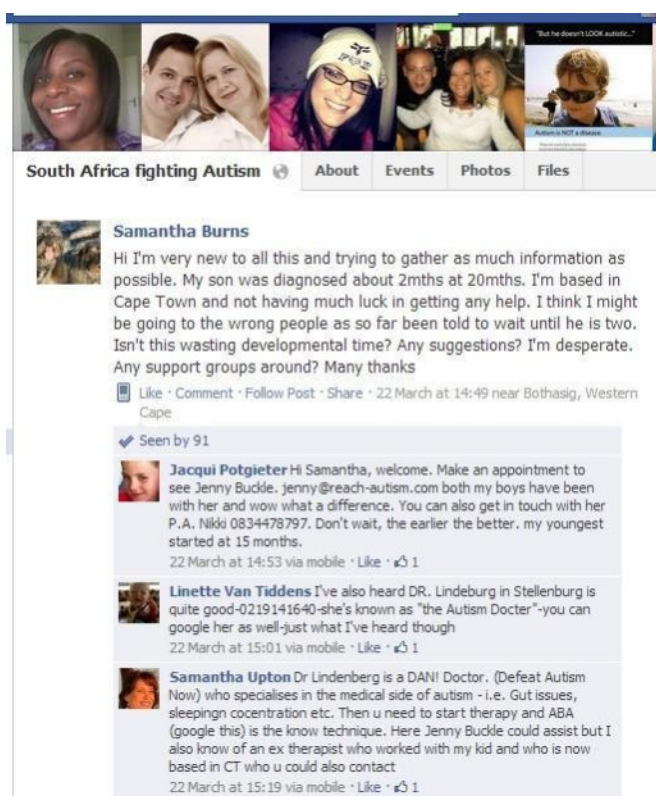 "But he doesn't LOOK autistic..."
Autism is NOT a disease.
South Africa fighting Autism About Events Photos Files
Samantha Burns
Hi I'm very new to all this and trying to gather as much information as
possible. My son was diagnosed about 2mths at 20mths. I'm based in
Cape Town and not having much luck in getting any help. I think I might
be going to the wrong people as so far been told to wait until he is two.
Isn't this wasting developmental time? Any suggestions? I'm desperate.
Any support groups around? Many thanks
Like · Comment · Follow Post · Share · 22 March at 14:49 near Bothasig, Western
Cape
Seen by 91
Jacqui Potgieter Hi Samantha, welcome. Make an appointment to
see Jenny Buckle. jenny@reach-autism.com both my boys have been
with her and wow what a difference. You can also get in touch with her
P.A. Nikki 0834478797. Don't wait, the earlier the better. my youngest
started at 15 months.
22 March at 14:53 via mobile · Like · 1
Linette Van Tiddens I've also heard DR. Lindeburg in Stellenburg is
quite good-0219141640-she's known as "the Autism Docter"-you can
google her as well-just what I've heard though
22 March at 15:01 via mobile · Like · 1
Samantha Upton Dr Lindenberg is a DAN! Doctor. (Defeat Autism
Now) who specialises in the medical side of autism - i.e. Gut issues,
sleepingn cocentration etc. Then u need to start therapy and ABA
(google this) is the know technique. Here Jenny Buckle could assist but I
also know of an ex therapist who worked with my kid and who is now
based in CT who u could also contact
22 March at 15:19 via mobile · Like · 1